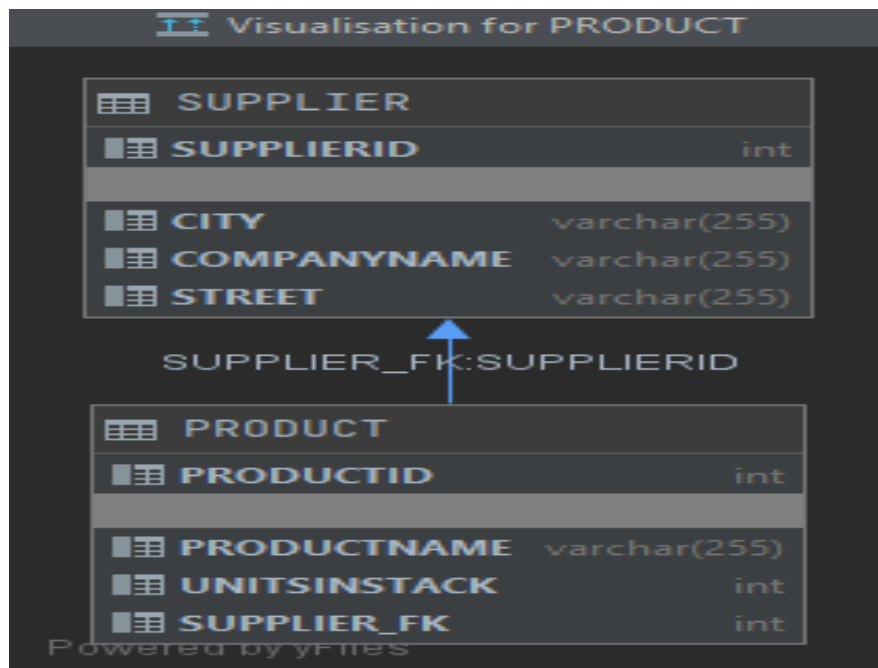 Visualisation for PRODUCT
SUPPLIER
SUPPLIERID int
CITY varchar(255)
COMPANYNAME varchar(255)
STREET varchar(255)
SUPPLIER_FK:SUPPLIERID
PRODUCT
PRODUCTID int
PRODUCTNAME varchar(255)
UNITSINSTACK int
SUPPLIER_FK int
Powered by yFiles